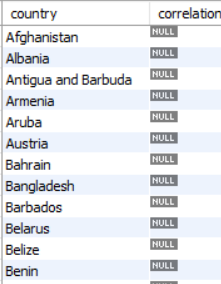 country correlation
Afghanistan NULL
Albania NULL
Antigua and Barbuda NULL
Armenia NULL
Aruba NULL
Austria NULL
Bahrain NULL
Bangladesh NULL
Barbados NULL
Belarus NULL
Belize NULL
Benin NULL